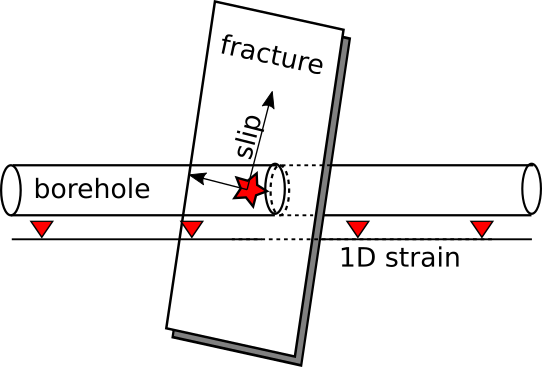 fracture
slip
borehole
1D strain